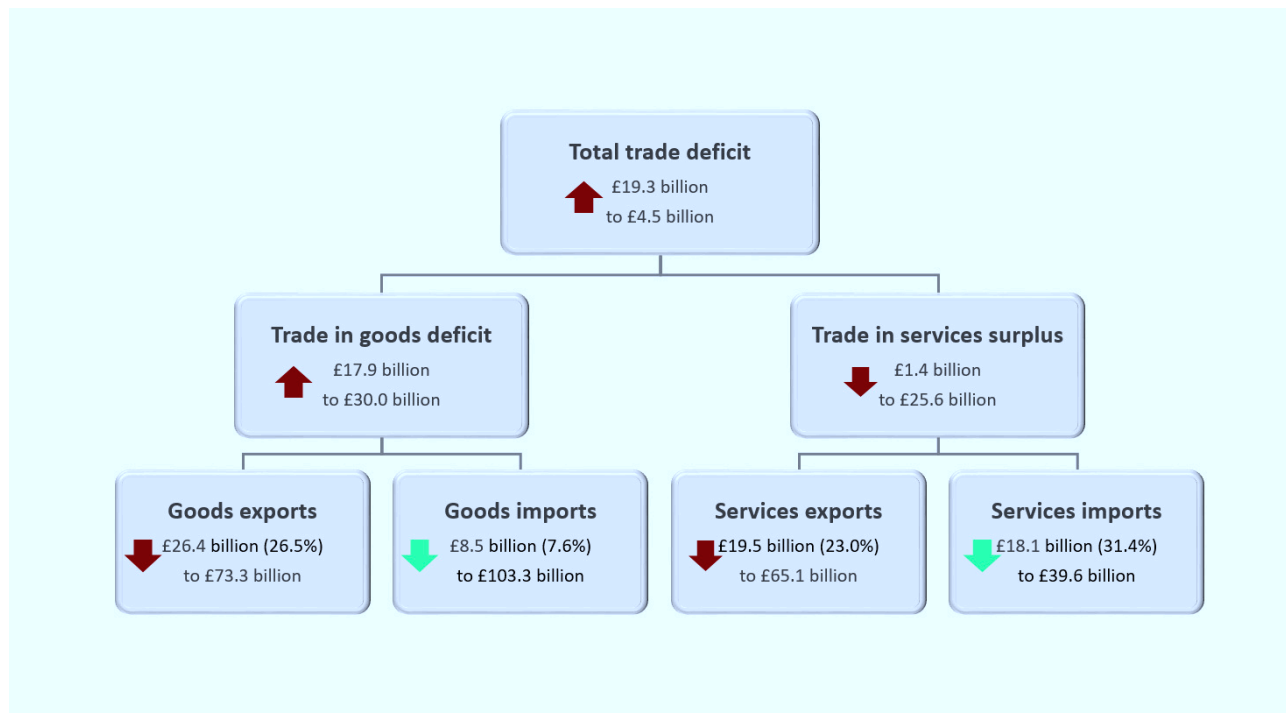 Total trade deficit
£19.3 billion
to £4.5 billion
Trade in goods deficit
£17.9 billion
to £30.0 billion
Trade in services surplus
£1.4 billion
to £25.6 billion
Goods exports
£26.4 billion (26.5%)
to £73.3 billion
Goods imports
£8.5 billion (7.6%)
to £103.3 billion
Services exports
£19.5 billion (23.0%)
to £65.1 billion
Services imports
£18.1 billion (31.4%)
to £39.6 billion